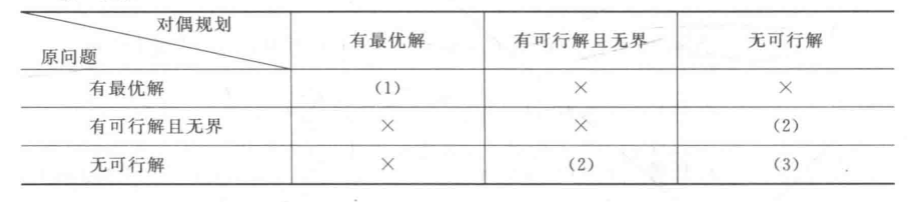 对偶规划
原问题
有最优解 有可行解且无界 无可行解
有最优解 (1) × ×
有可行解且无界 × × (2)
无可行解 × (2) (3)